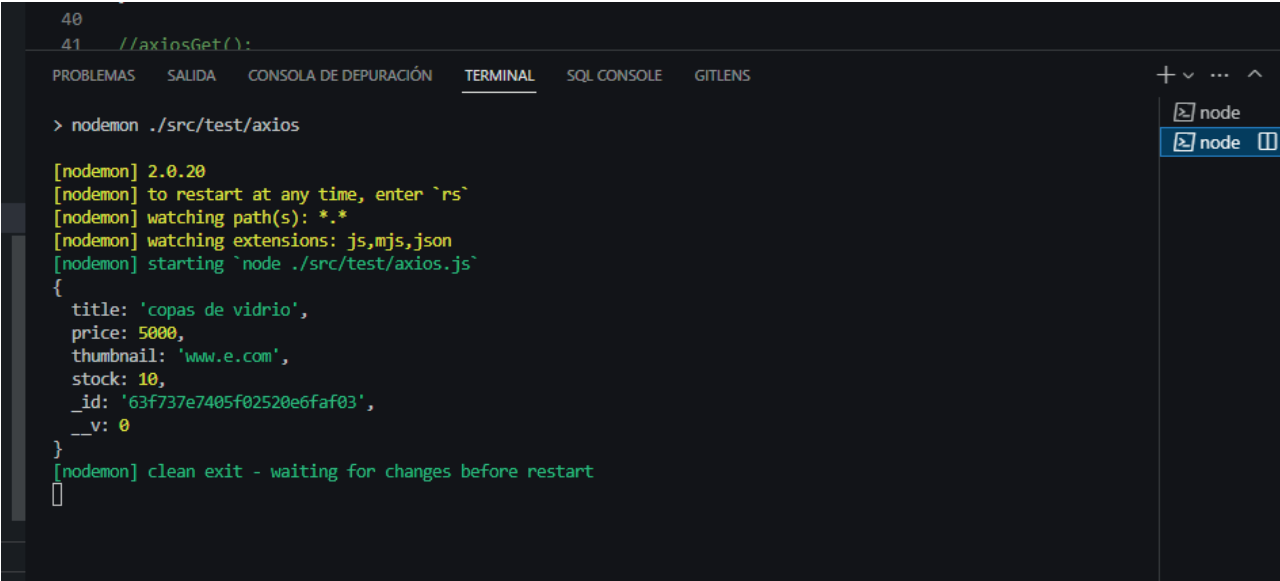 40
41 //axiosGet();
PROBLEMAS SALIDA CONSOLA DE DEPURACIÓN TERMINAL SQL CONSOLE GITLENS
> nodemon ./src/test/axios
[nodemon] 2.0.20
[nodemon] to restart at any time, enter `rs`
[nodemon] watching path(s): *.*
[nodemon] watching extensions: js,mjs,json
[nodemon] starting `node ./src/test/axios.js`
{
  title: 'copas de vidrio',
  price: 5000,
  thumbnail: 'www.e.com',
  stock: 10,
  _id: '63f737e7405f02520e6faf03',
  __v: 0
}
[nodemon] clean exit - waiting for changes before restart
node
node